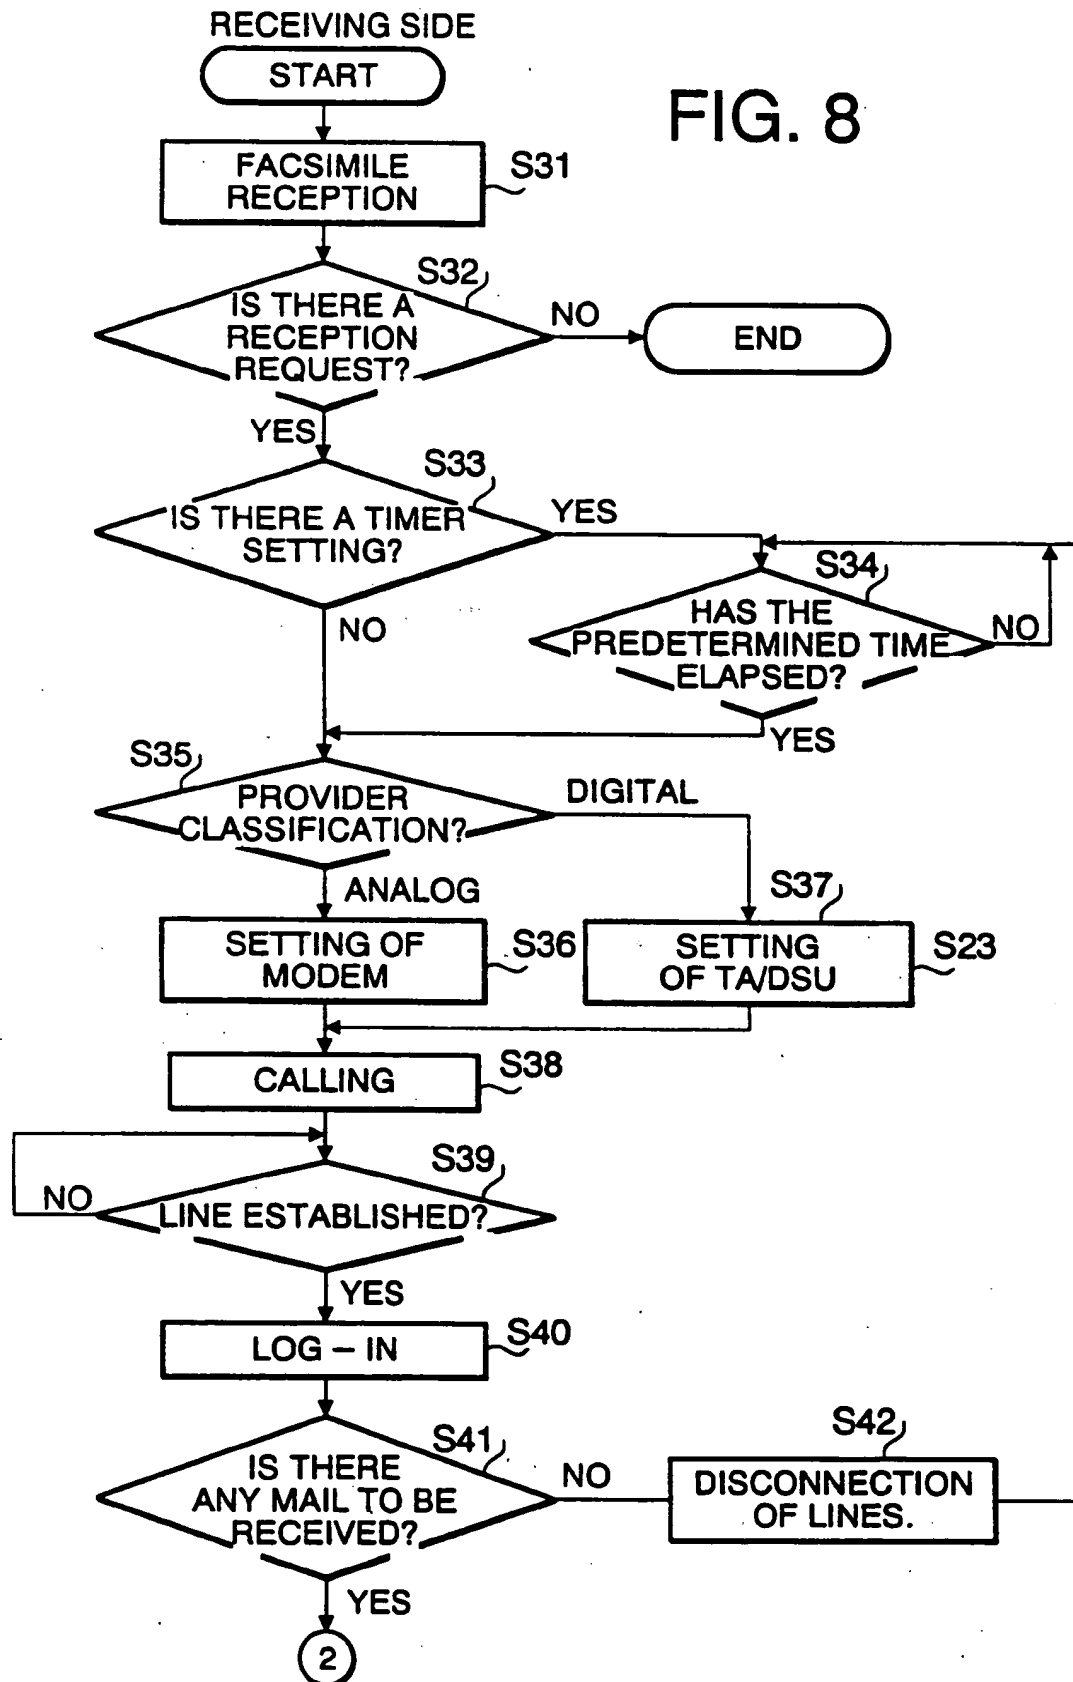 RECEIVING SIDE
START
FIG. 8
FACSIMILE
RECEPTION
S31
S32
IS THERE A
RECEPTION
REQUEST?
NO
END
YES
S33
IS THERE A TIMER
SETTING?
YES
NO
S34
HAS THE
PREDETERMINED TIME
ELAPSED?
NO
YES
S35
PROVIDER
CLASSIFICATION?
DIGITAL
ANALOG
SETTING OF
MODEM
S36
S37
SETTING
OF TA/DSU
S23
CALLING
S38
S39
LINE ESTABLISHED?
NO
YES
LOG – IN
S40
S41
IS THERE
ANY MAIL TO BE
RECEIVED?
NO
S42
DISCONNECTION
OF LINES.
YES
2